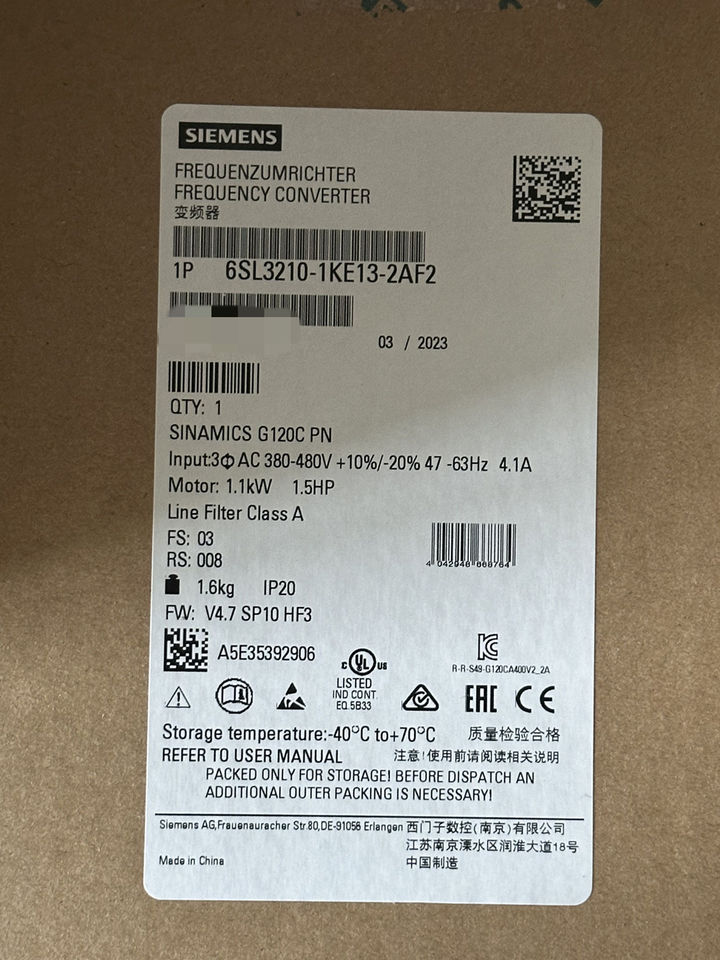 SIEMENS
FREQUENZUMRICHTER
FREQUENCY CONVERTER
变频器
1P 6SL3210-1KE13-2AF2
03 / 2023
QTY: 1
SINAMICS G120C PN
Input:3Φ AC 380-480V +10%/-20% 47 -63Hz 4.1A
Motor: 1.1kW 1.5HP
Line Filter Class A
FS: 03
RS: 008
4 042948 668764
1.6kg IP20
FW: V4.7 SP10 HF3
A5E35392906
c UL US
LISTED
IND CONT.
EQ.5B33
R-R-S49-G120CA400V2_2A
EAC CE
Storage temperature:-40°C to+70°C 质量检验合格
REFER TO USER MANUAL 注意!使用前请阅读相关说明
PACKED ONLY FOR STORAGE! BEFORE DISPATCH AN
ADDITIONAL OUTER PACKING IS NECESSARY!
Siemens AG,Frauenauracher Str.80,DE-91056 Erlangen 西门子数控(南京)有限公司
江苏南京溧水区润淮大道18号
Made in China 中国制造